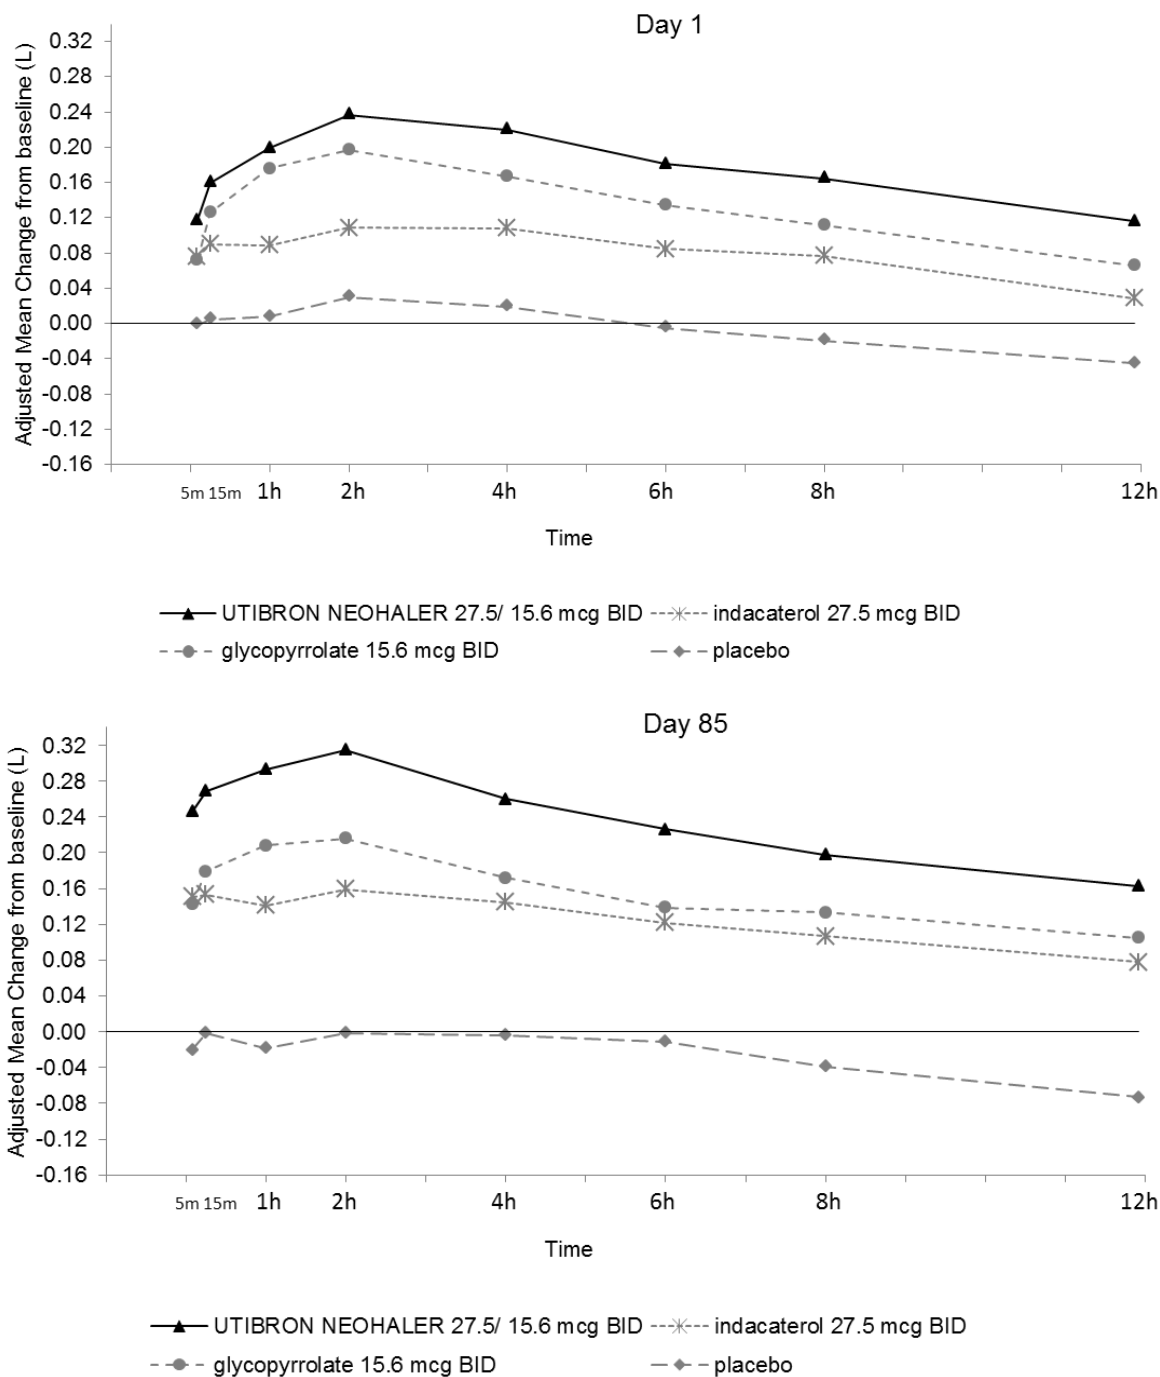 Day 1
Adjusted Mean Change from baseline (L)
0.32
0.28
0.24
0.20
0.16
0.12
0.08
0.04
0.00
-0.04
-0.08
-0.12
-0.16
5m 15m 1h 2h 4h 6h 8h 12h
Time
UTIBRON NEOHALER 27.5/ 15.6 mcg BID indacaterol 27.5 mcg BID
glycopyrrolate 15.6 mcg BID placebo
Day 85
Adjusted Mean Change from baseline (L)
0.32
0.28
0.24
0.20
0.16
0.12
0.08
0.04
0.00
-0.04
-0.08
-0.12
-0.16
5m 15m 1h 2h 4h 6h 8h 12h
Time
UTIBRON NEOHALER 27.5/ 15.6 mcg BID indacaterol 27.5 mcg BID
glycopyrrolate 15.6 mcg BID placebo